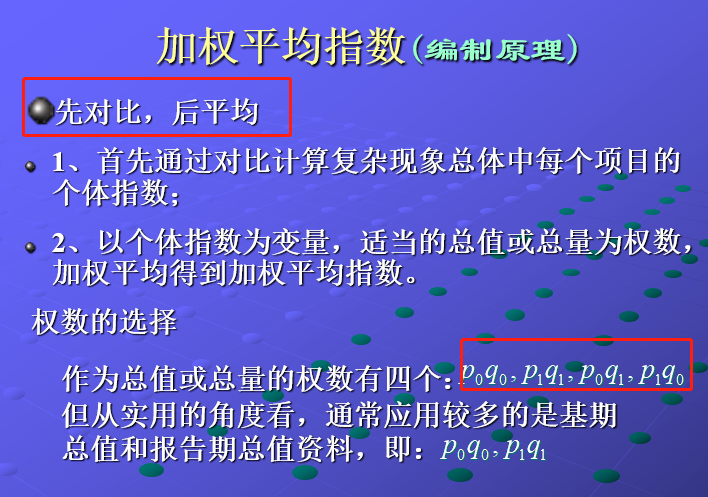 加权平均指数(编制原理)
先对比，后平均
1、首先通过对比计算复杂现象总体中每个项目的
个体指数；
2、以个体指数为变量，适当的总值或总量为权数，
加权平均得到加权平均指数。
权数的选择
作为总值或总量的权数有四个：p₀q₀, p₁q₁, p₀q₁, p₁q₀
但从实用的角度看，通常应用较多的是基期
总值和报告期总值资料，即：p₀q₀, p₁q₁